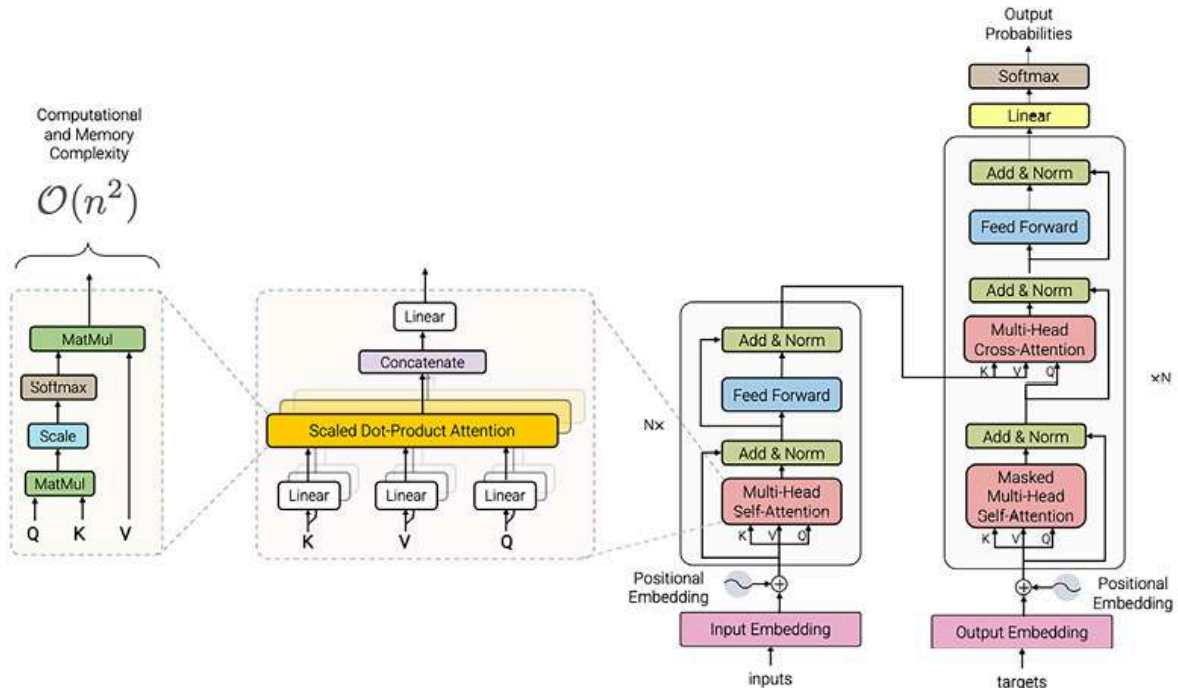 Computational
and Memory
Complexity
O(n²)
MatMul
Softmax
Scale
MatMul
Q K V
Linear
Concatenate
Scaled Dot-Product Attention
Linear Linear Linear
K V Q
Add & Norm
Feed Forward
N×
Add & Norm
Multi-Head
Self-Attention
K V Q
Positional
Embedding
Input Embedding
inputs
Output
Probabilities
Softmax
Linear
Add & Norm
Feed Forward
Add & Norm
Multi-Head
Cross-Attention
K V Q
×N
Add & Norm
Masked
Multi-Head
Self-Attention
K V Q
Positional
Embedding
Output Embedding
targets